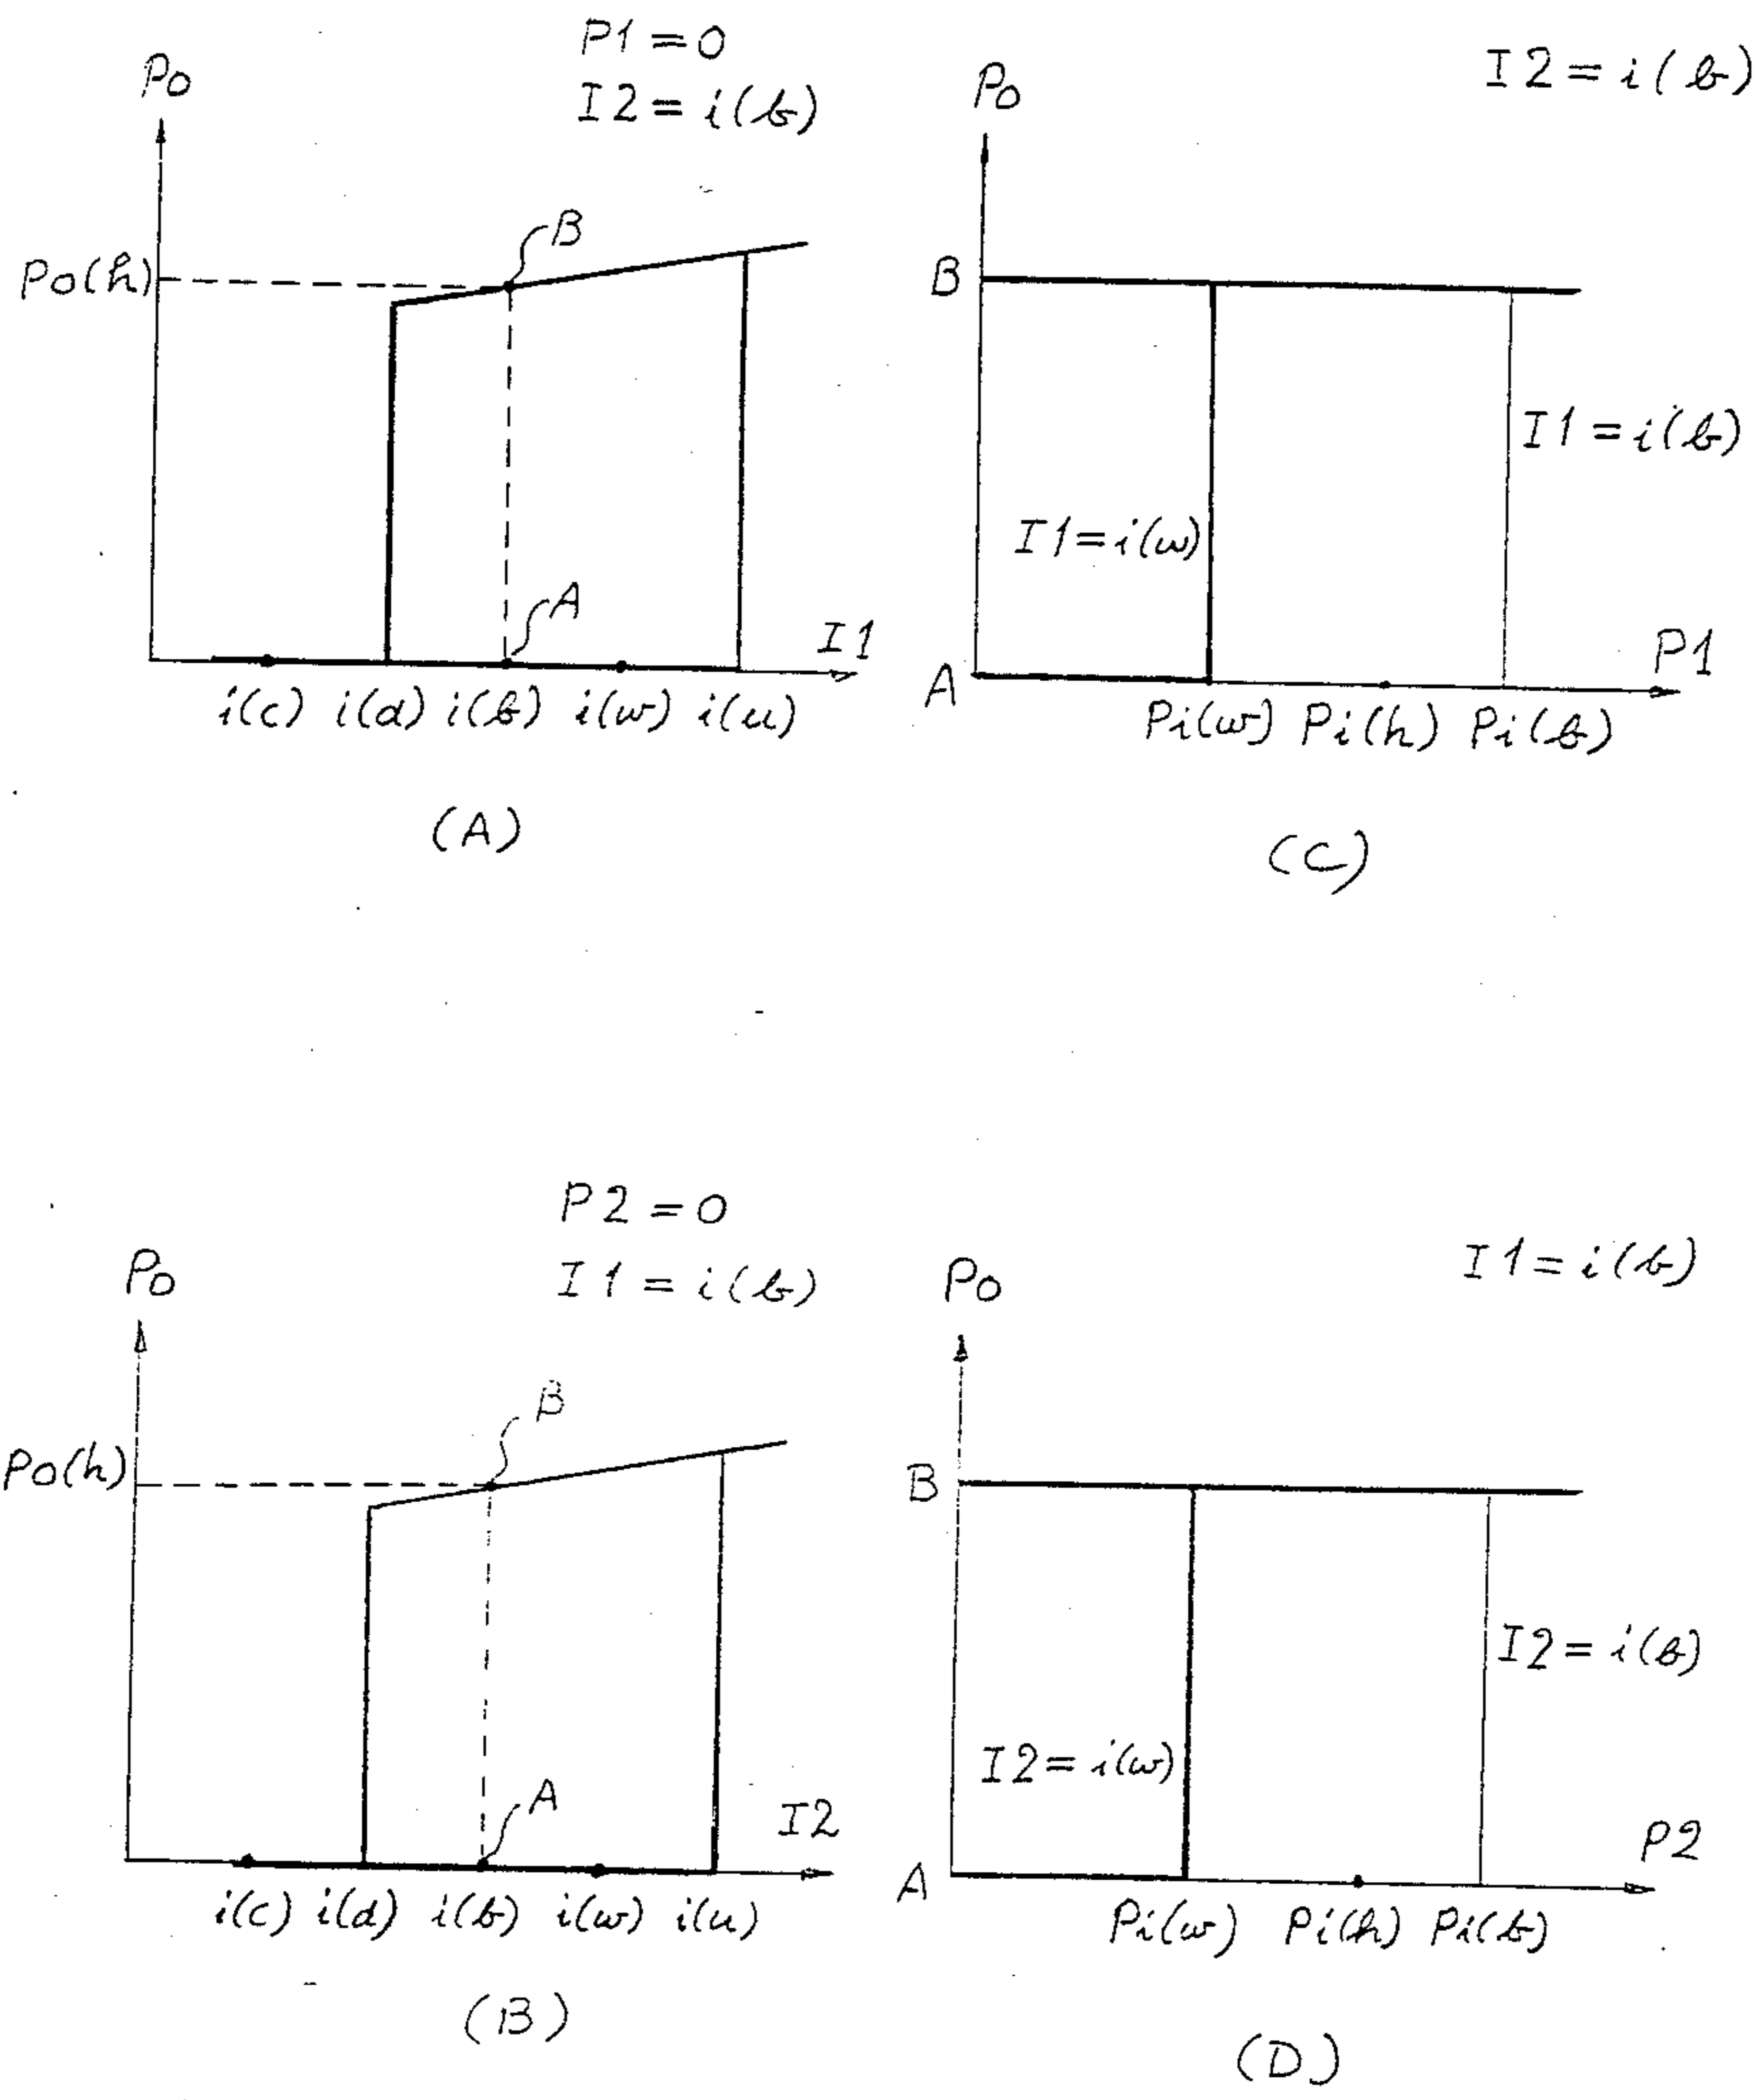 P1 = 0
I2 = i(b)
Po
Po(h)
B
A
I1
i(c) i(d) i(b) i(w) i(u)
(A)
I2 = i(b)
Po
B
I1 = i(b)
I1 = i(w)
P1
A
Pi(w) Pi(h) Pi(b)
(C)
P2 = 0
I1 = i(b)
Po
Po(h)
B
A
I2
i(c) i(d) i(b) i(w) i(u)
(B)
I1 = i(b)
Po
B
I2 = i(b)
I2 = i(w)
P2
A
Pi(w) Pi(h) Pi(b)
(D)